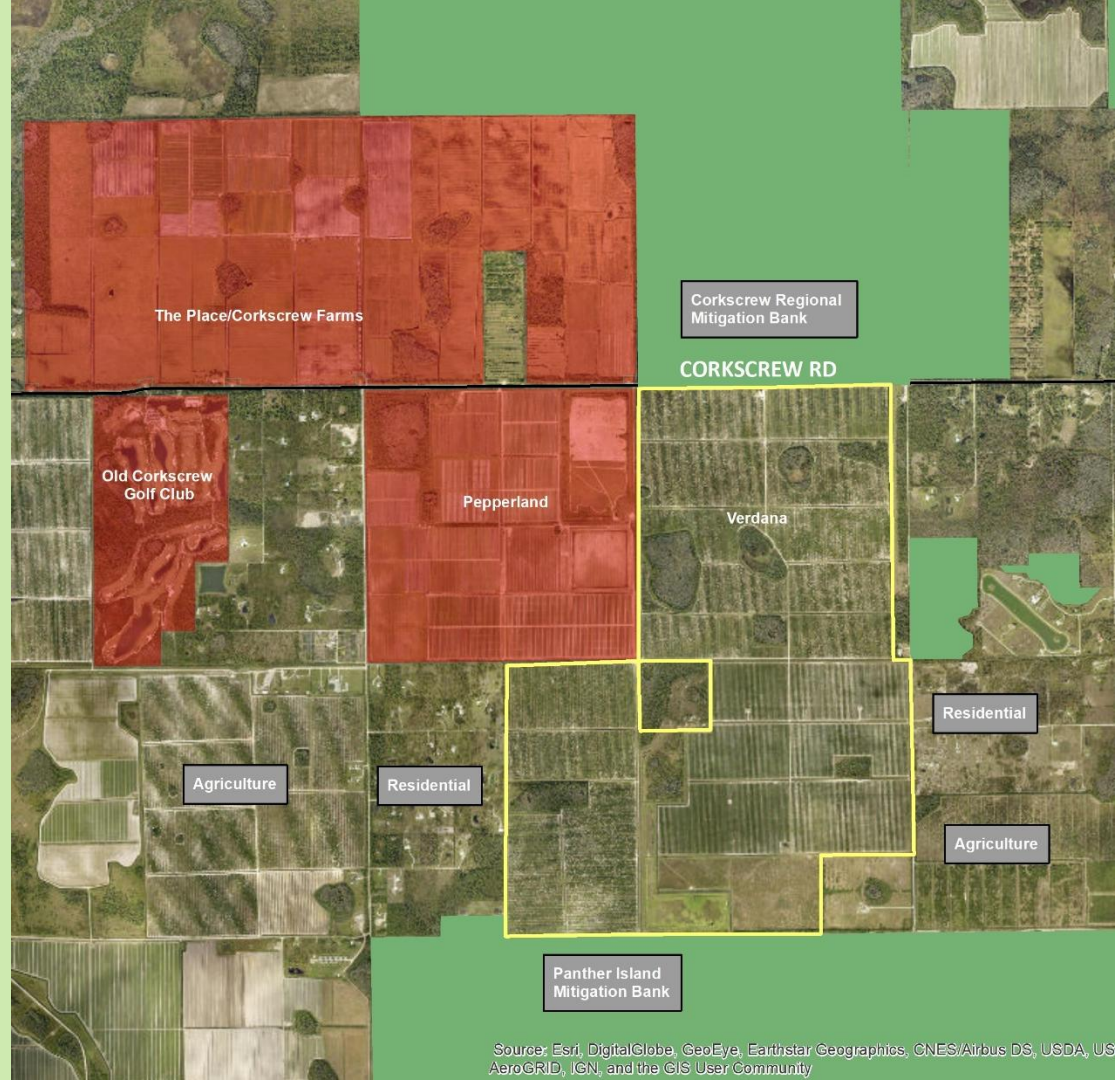 Corkscrew Regional
Mitigation Bank
The Place/Corkscrew Farms
CORKSCREW RD
Old Corkscrew
Golf Club
Pepperland
Verdana
Residential
Agriculture
Residential
Agriculture
Panther Island
Mitigation Bank
Source: Esri, DigitalGlobe, GeoEye, Earthstar Geographics, CNES/Airbus DS, USDA, US
AeroGRID, IGN, and the GIS User Community